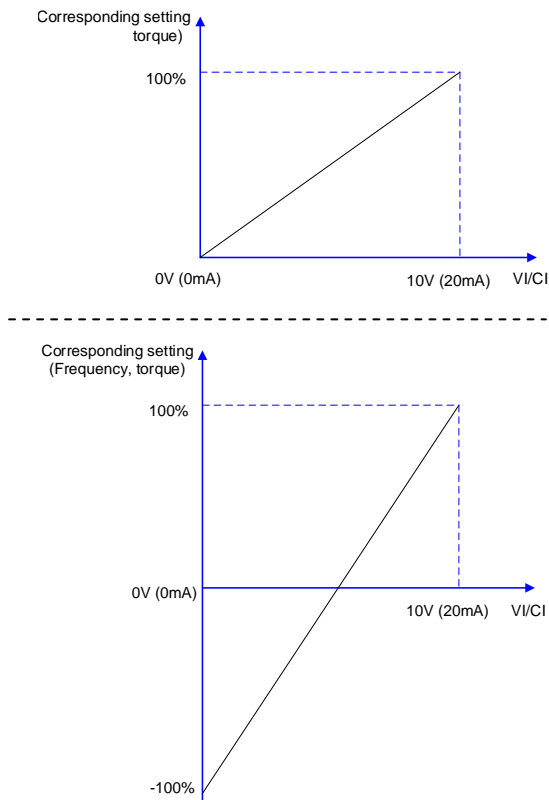 Corresponding setting
torque)
100%
0V (0mA)
10V (20mA)
VI/CI
Corresponding setting
(Frequency, torque)
100%
0V (0mA)
10V (20mA)
VI/CI
-100%